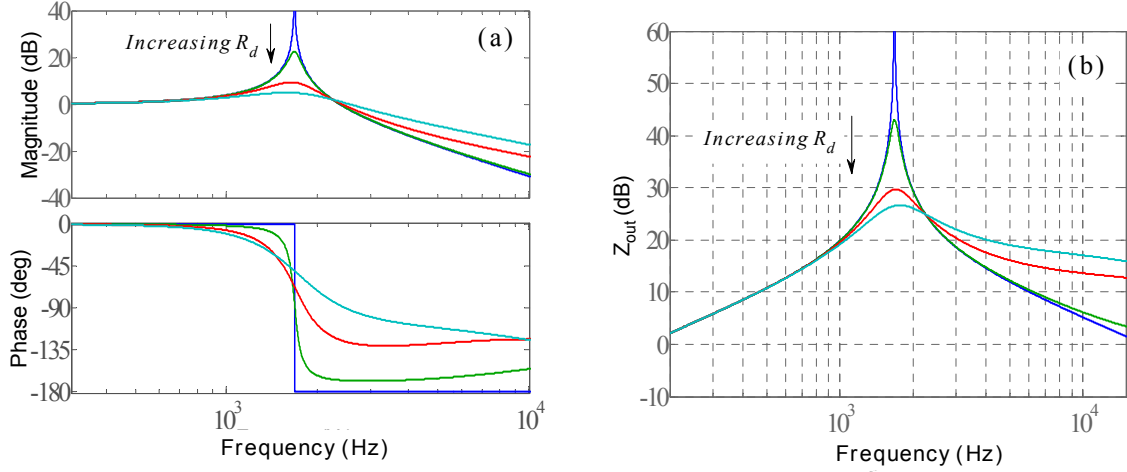 (a)
Increasing R_d
Magnitude (dB)
40
20
0
-20
-40
40
Phase (deg)
0
-45
-90
-135
-180
10^3
10^4
Frequency (Hz)
(b)
Increasing R_d
Z_out (dB)
60
50
40
30
20
10
0
-10
10^3
10^4
Frequency (Hz)